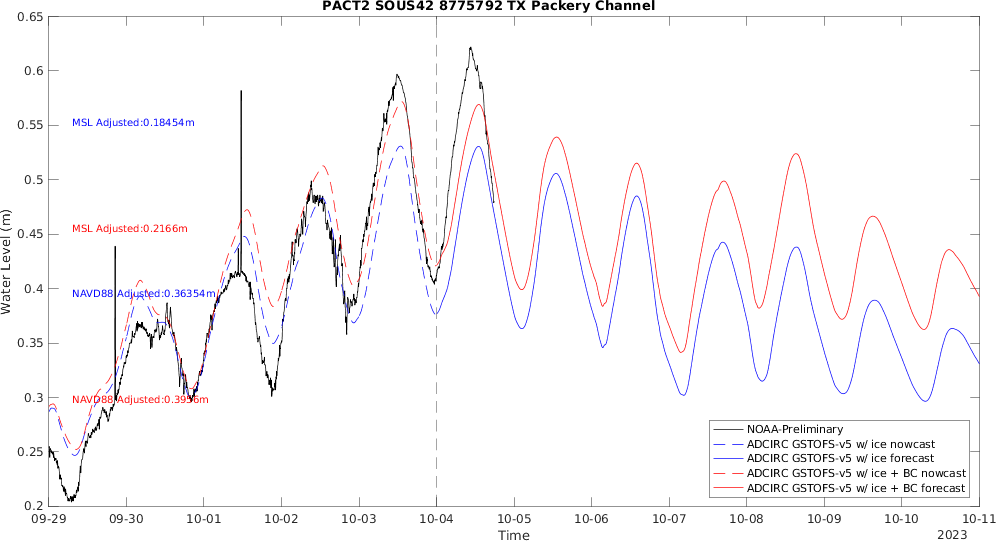 PACT2 SOUS42 8775792 TX Packery Channel
Water Level (m)
0.65
0.6
0.55
0.5
0.45
0.4
0.35
0.3
0.25
0.2
MSL Adjusted:0.18454m
MSL Adjusted:0.2166m
NAVD88 Adjusted:0.36354m
NAVD88 Adjusted:0.3956m
NOAA-Preliminary
ADCIRC GSTOFS-v5 w/ ice nowcast
ADCIRC GSTOFS-v5 w/ ice forecast
ADCIRC GSTOFS-v5 w/ ice + BC nowcast
ADCIRC GSTOFS-v5 w/ ice + BC forecast
09-29 09-30 10-01 10-02 10-03 10-04 10-05 10-06 10-07 10-08 10-09 10-10 10-11
Time
2023